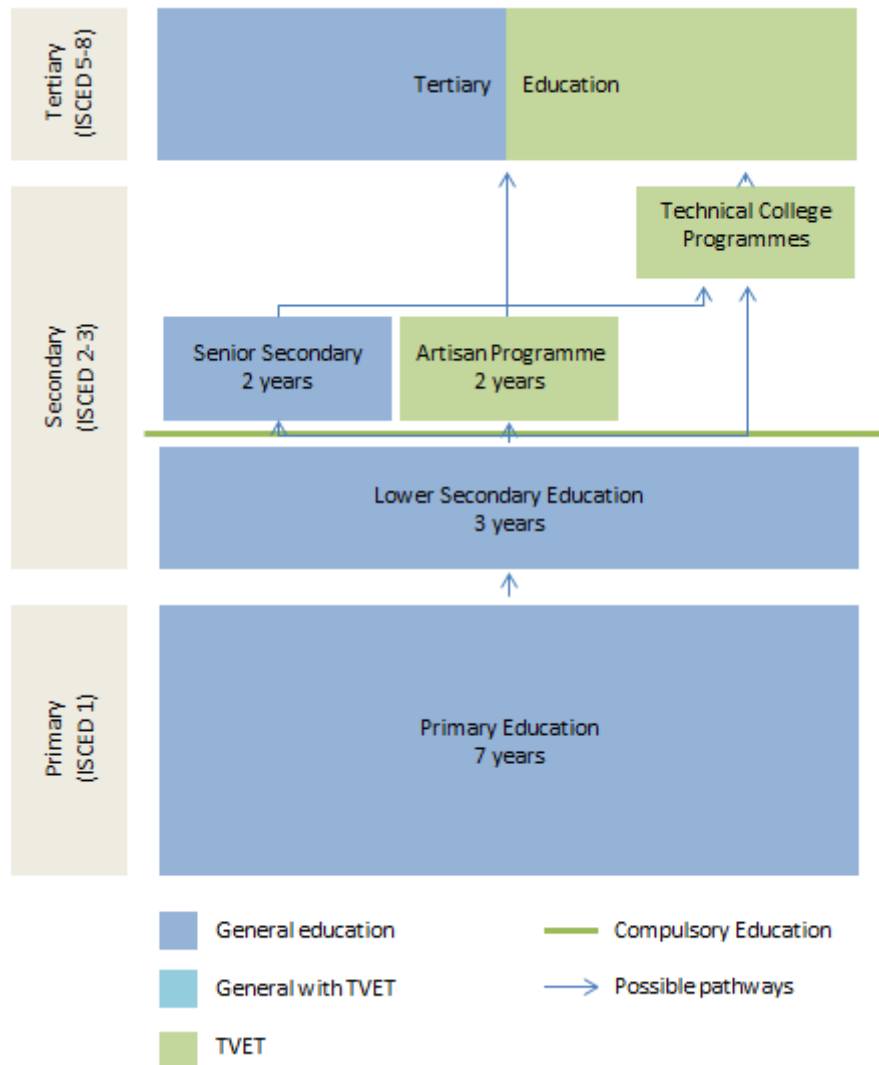 Tertiary
(ISCED 5-8)
Tertiary Education
Technical College
Programmes
Secondary
(ISCED 2-3)
Senior Secondary
2 years
Artisan Programme
2 years
Lower Secondary Education
3 years
Primary
(ISCED 1)
Primary Education
7 years
General education
Compulsory Education
General with TVET
Possible pathways
TVET